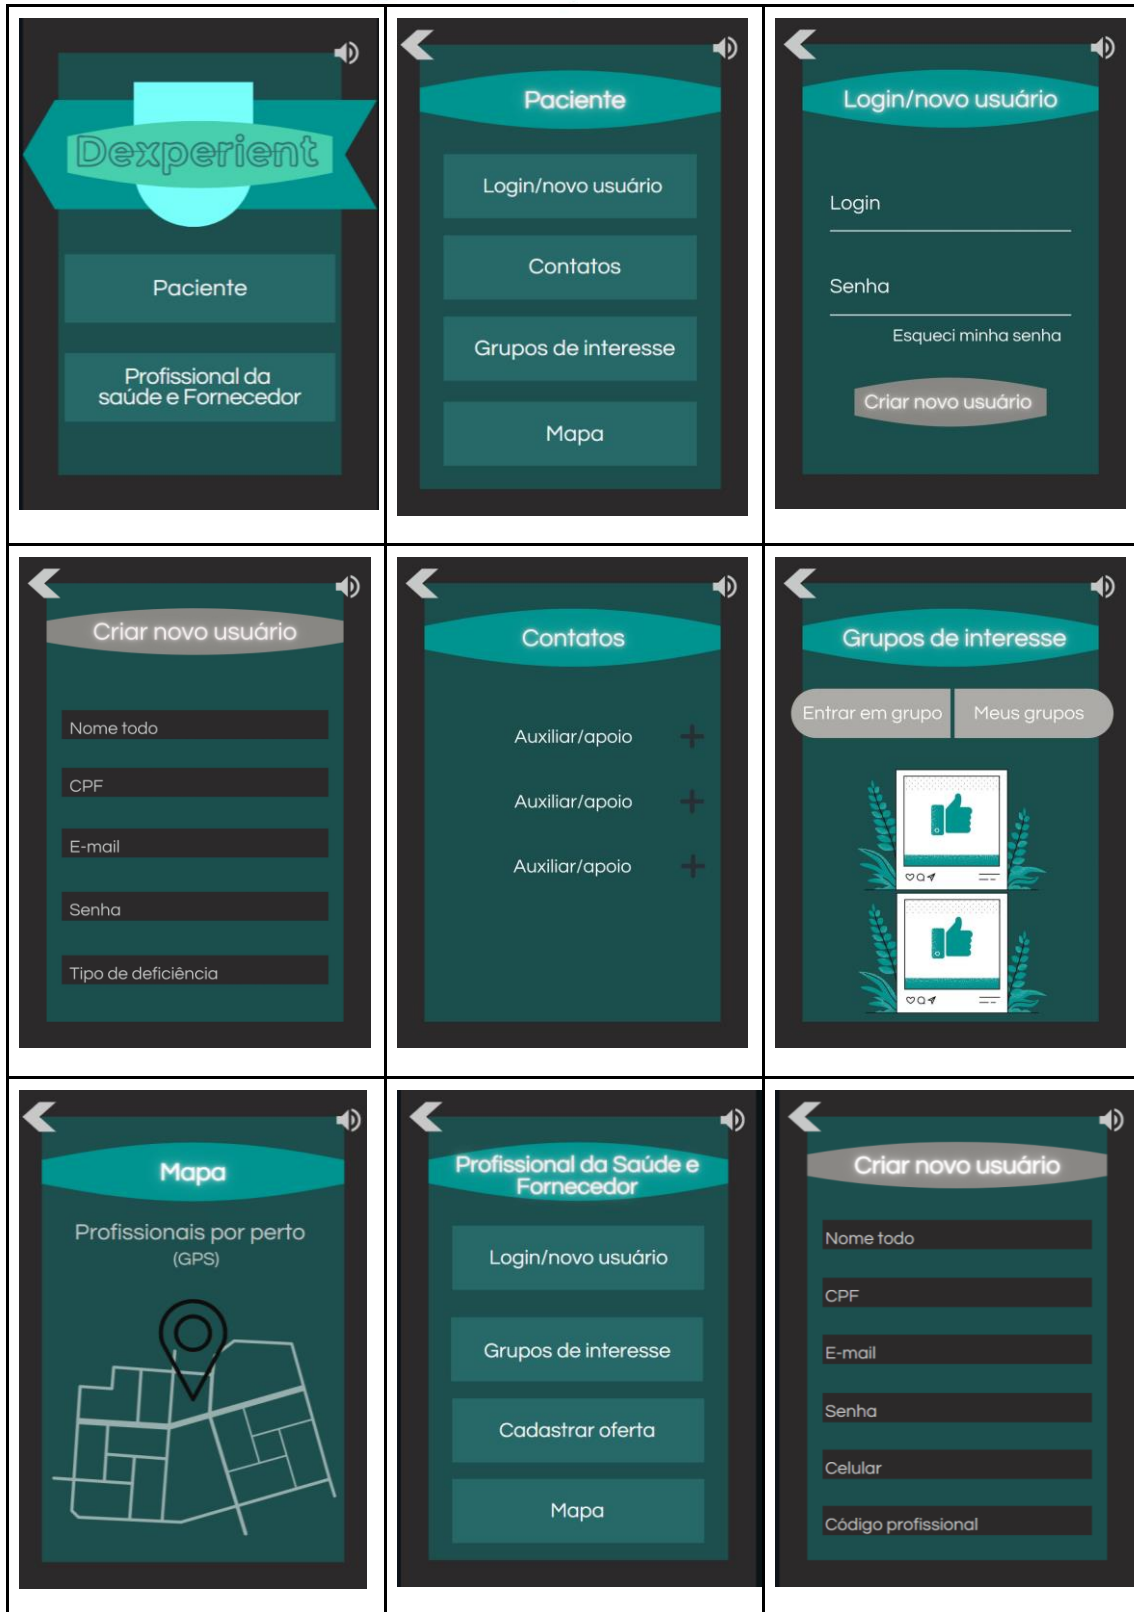 Dexperient
Paciente
Profissional da
saúde e Fornecedor
Paciente
Login/novo usuário
Contatos
Grupos de interesse
Mapa
Login/novo usuário
Login
Senha
Esqueci minha senha
Criar novo usuário
Criar novo usuário
Nome todo
CPF
E-mail
Senha
Tipo de deficiência
Contatos
Auxiliar/apoio
Auxiliar/apoio
Auxiliar/apoio
Grupos de interesse
Entrar em grupo
Meus grupos
Mapa
Profissionais por perto
(GPS)
Profissional da Saúde e
Fornecedor
Login/novo usuário
Grupos de interesse
Cadastrar oferta
Mapa
Criar novo usuário
Nome todo
CPF
E-mail
Senha
Celular
Código profissional